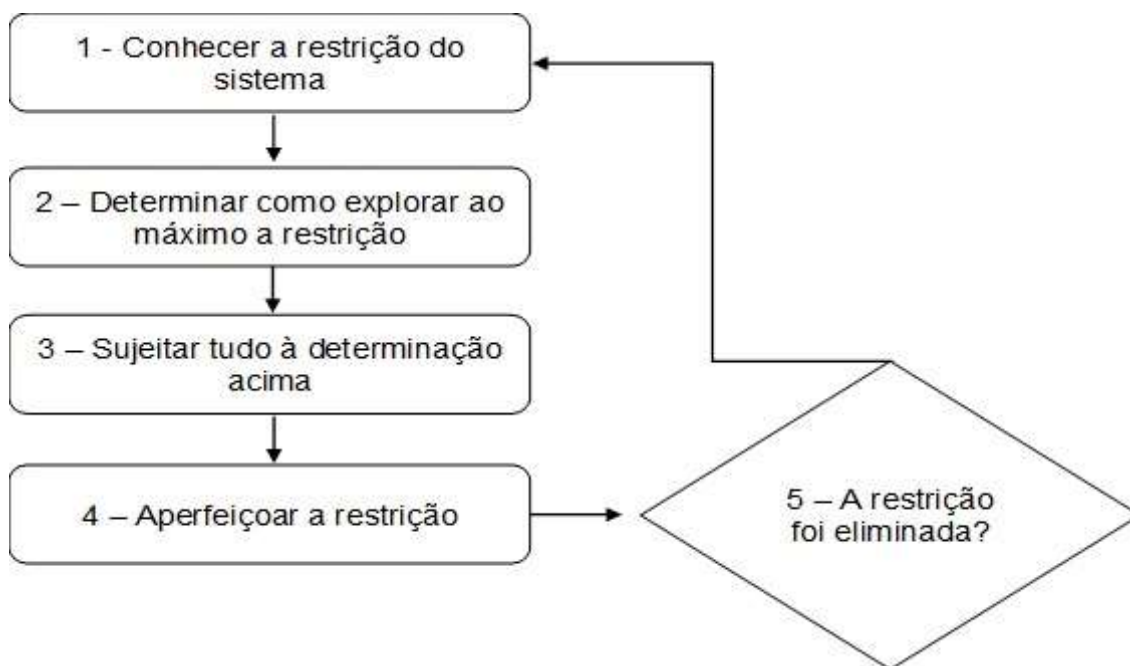 1 - Conhecer a restrição do
sistema
2 – Determinar como explorar ao
máximo a restrição
3 – Sujeitar tudo à determinação
acima
4 – Aperfeiçoar a restrição
5 – A restrição
foi eliminada?